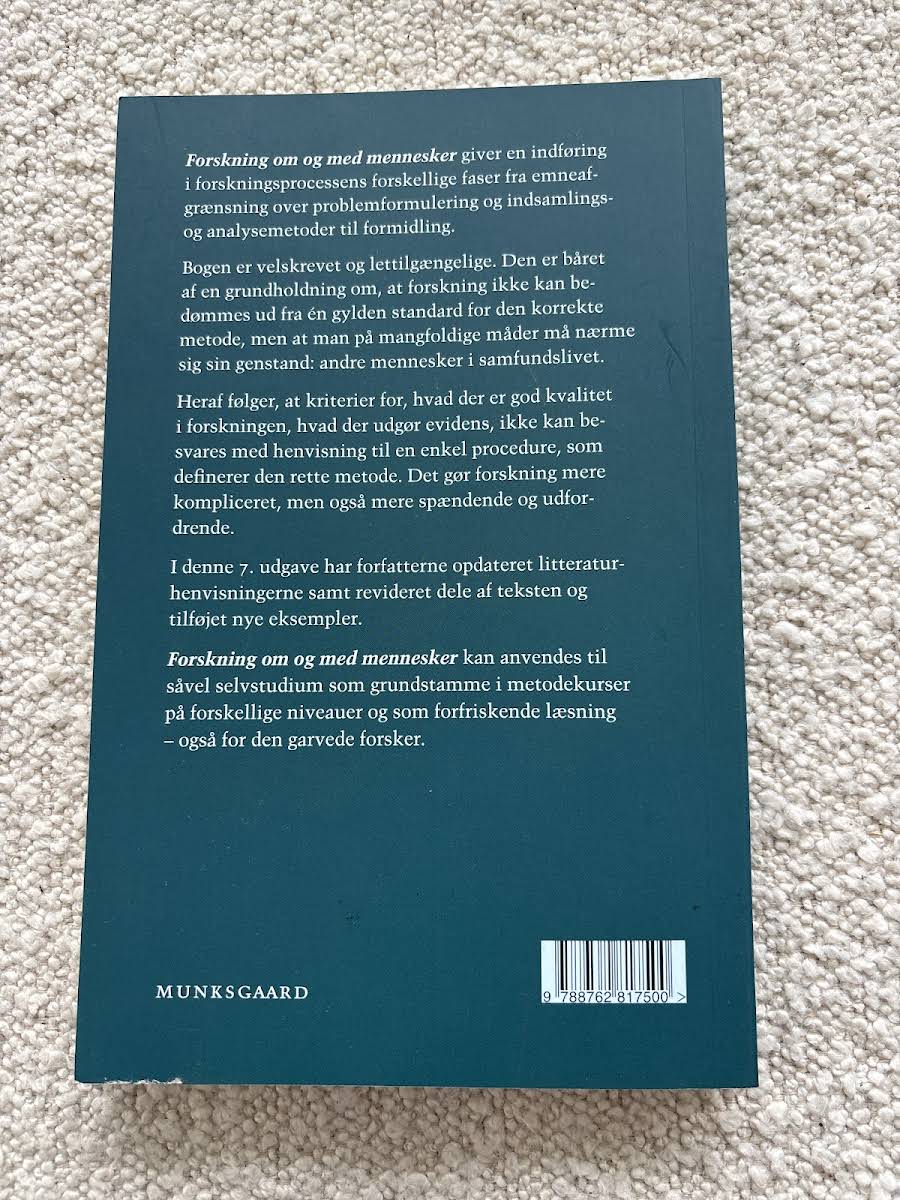 Forskning om og med mennesker giver en indføring
i forskningsprocessens forskellige faser fra emneaf-
grænsning over problemformulering og indsamlings-
og analysemetoder til formidling.
Bogen er velskrevet og lettilgængelige. Den er båret
af en grundholdning om, at forskning ikke kan be-
dømmes ud fra én gylden standard for den korrekte
metode, men at man på mangfoldige måder må nærme
sig sin genstand: andre mennesker i samfundslivet.
Heraf følger, at kriterier for, hvad der er god kvalitet
i forskningen, hvad der udgør evidens, ikke kan be-
svares med henvisning til en enkel procedure, som
definerer den rette metode. Det gør forskning mere
kompliceret, men også mere spændende og udfor-
drende.
I denne 7. udgave har forfatterne opdateret litteratur-
henvisningerne samt revideret dele af teksten og
tilføjet nye eksempler.
Forskning om og med mennesker kan anvendes til
såvel selvstudium som grundstamme i metodekurser
på forskellige niveauer og som forfriskende læsning
– også for den garvede forsker.
MUNKSGAARD
9 788762 817500 >